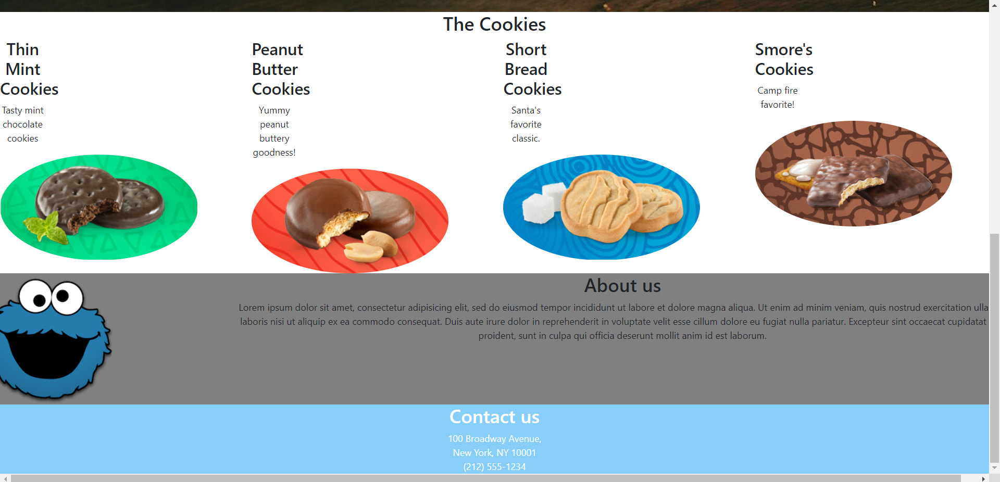 The Cookies
Thin
Mint
Cookies
Tasty mint
chocolate
cookies
Peanut
Butter
Cookies
Yummy
peanut
buttery
goodness!
Short
Bread
Cookies
Santa's
favorite
classic.
Smore's
Cookies
Camp fire
favorite!
About us
Lorem ipsum dolor sit amet, consectetur adipisicing elit, sed do eiusmod tempor incididunt ut labore et dolore magna aliqua. Ut enim ad minim veniam, quis nostrud exercitation ulla
laboris nisi ut aliquip ex ea commodo consequat. Duis aute irure dolor in reprehenderit in voluptate velit esse cillum dolore eu fugiat nulla pariatur. Excepteur sint occaecat cupidatat
proident, sunt in culpa qui officia deserunt mollit anim id est laborum.
Contact us
100 Broadway Avenue,
New York, NY 10001
(212) 555-1234